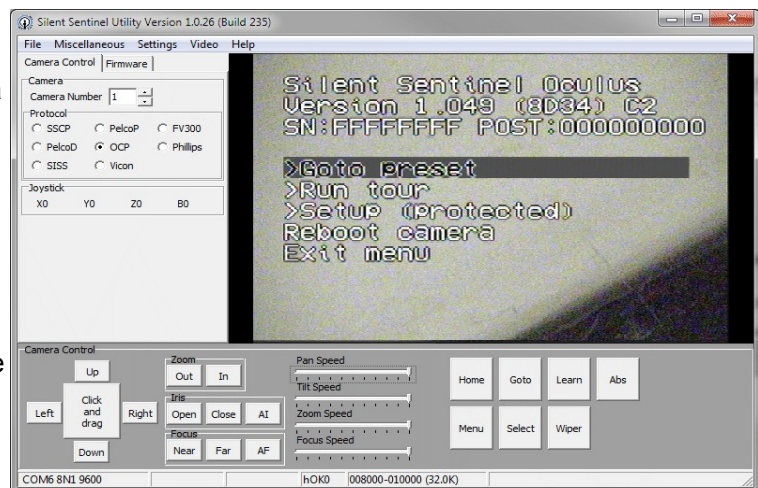 Silent Sentinel Utility Version 1.0.26 (Build 235)
File Miscellaneous Settings Video Help
Camera Control Firmware
Camera
Camera Number 1
Protocol
SSCP PelcoP FV300
PelcoD OCP Phillips
SISS Vicon
Joystick
X0 Y0 Z0 B0
Silent Sentinel Oculus
Version 1.049 (8D34) C2
SN:FFFFFFFF POST:000000000
>Goto preset
>Run tour
>Setup (protected)
Reboot camera
Exit menu
Camera Control
Up
Left
Click
and
drag
Right
Down
Zoom
Out In
Iris
Open Close AI
Focus
Near Far AF
Pan Speed
Tilt Speed
Zoom Speed
Focus Speed
Home Goto Learn Abs
Menu Select Wiper
COM6 8N1 9600 hOK0 008000-010000 (32.0K)